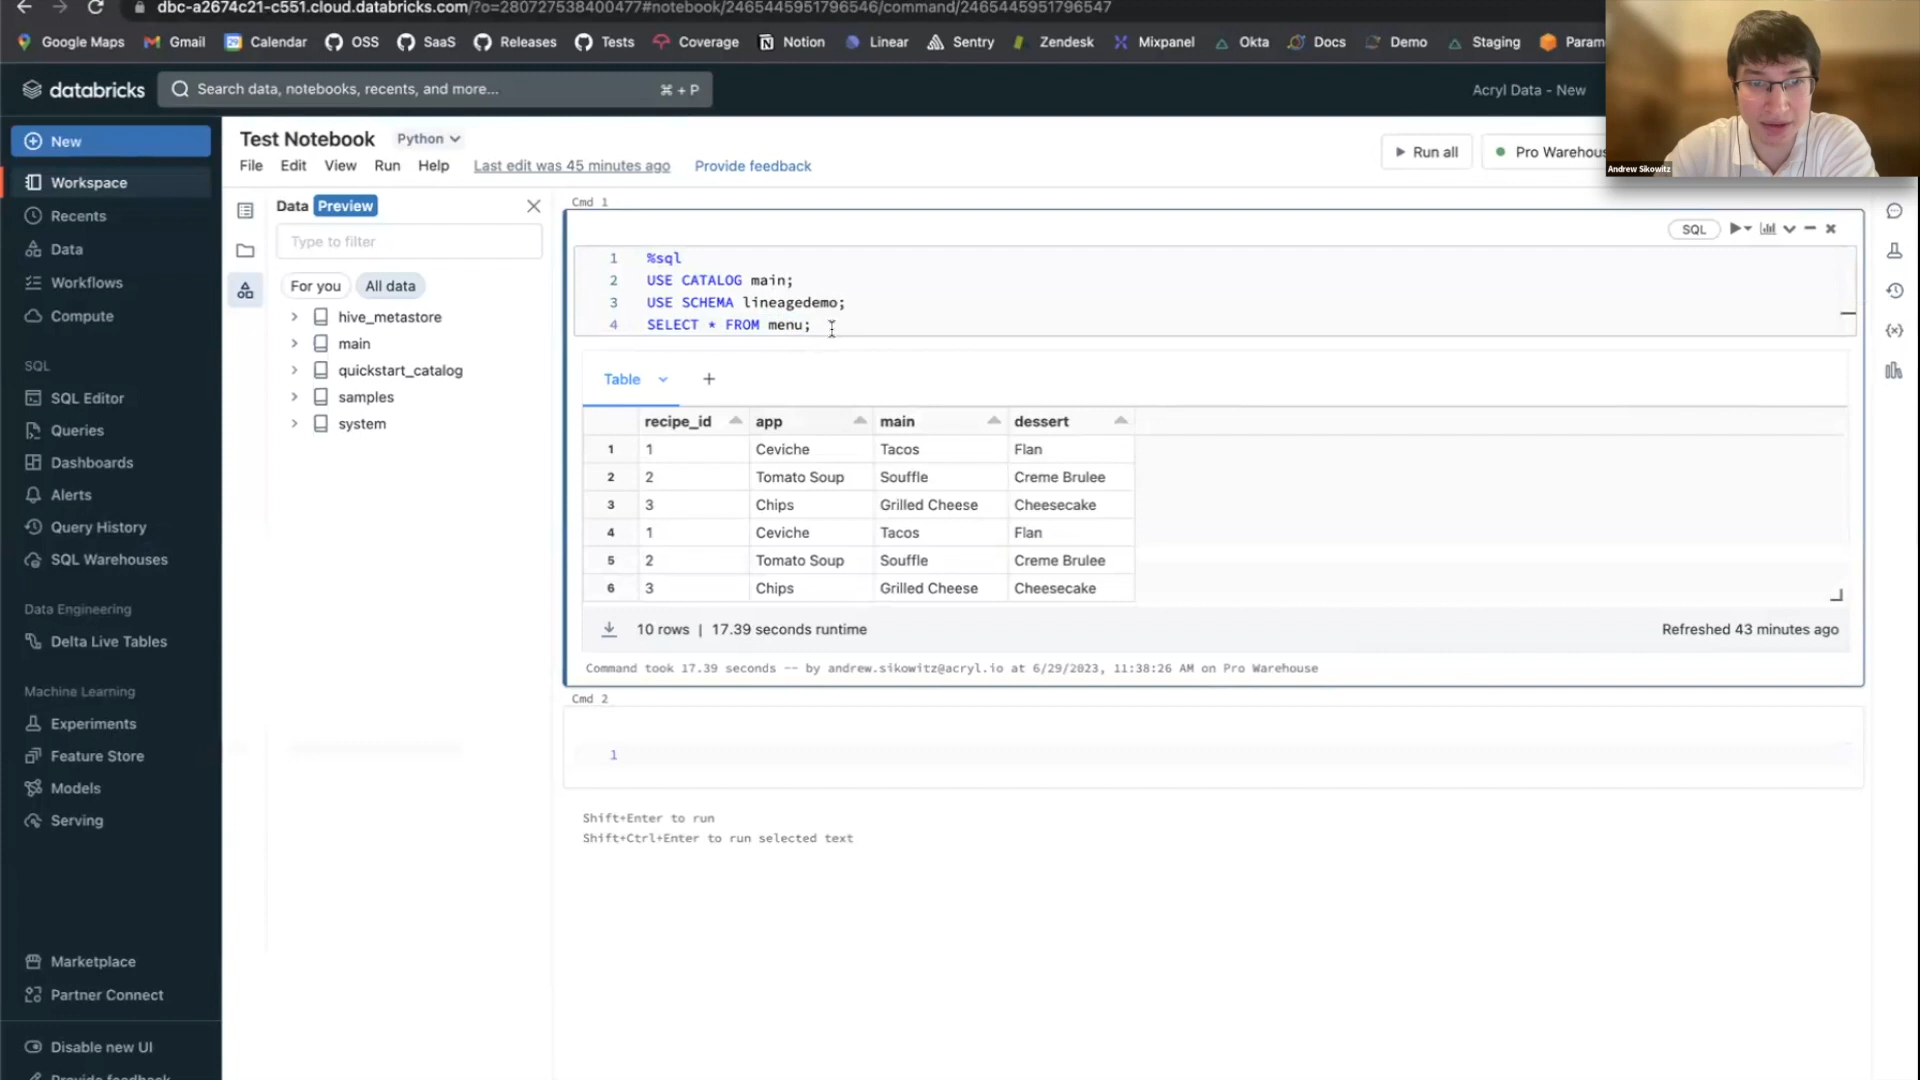 dbc-a2674c21-c551.cloud.databricks.com/?o=280727538400477#notebook/2465445951796546/command/2465445951796547
Google Maps Gmail Calendar OSS SaaS Releases Tests Coverage Notion Linear Sentry Zendesk Mixpanel Okta Docs Demo Staging Param
databricks
Search data, notebooks, recents, and more...
⌘ + P
Acryl Data - New
Andrew Sikowitz
New
Workspace
Recents
Data
Workflows
Compute
SQL
SQL Editor
Queries
Dashboards
Alerts
Query History
SQL Warehouses
Data Engineering
Delta Live Tables
Machine Learning
Experiments
Feature Store
Models
Serving
Marketplace
Partner Connect
Disable new UI
Provide feedback
Test Notebook Python
File Edit View Run Help Last edit was 45 minutes ago Provide feedback
Run all
Pro Warehous
Data Preview
Type to filter
For you All data
hive_metastore
main
quickstart_catalog
samples
system
Cmd 1
SQL
1 %sql
2 USE CATALOG main;
3 USE SCHEMA lineagedemo;
4 SELECT * FROM menu;
Table +
recipe_id app main dessert
1 1 Ceviche Tacos Flan
2 2 Tomato Soup Souffle Creme Brulee
3 3 Chips Grilled Cheese Cheesecake
4 1 Ceviche Tacos Flan
5 2 Tomato Soup Souffle Creme Brulee
6 3 Chips Grilled Cheese Cheesecake
10 rows | 17.39 seconds runtime
Refreshed 43 minutes ago
Command took 17.39 seconds -- by andrew.sikowitz@acryl.io at 6/29/2023, 11:38:26 AM on Pro Warehouse
Cmd 2
1
Shift+Enter to run
Shift+Ctrl+Enter to run selected text